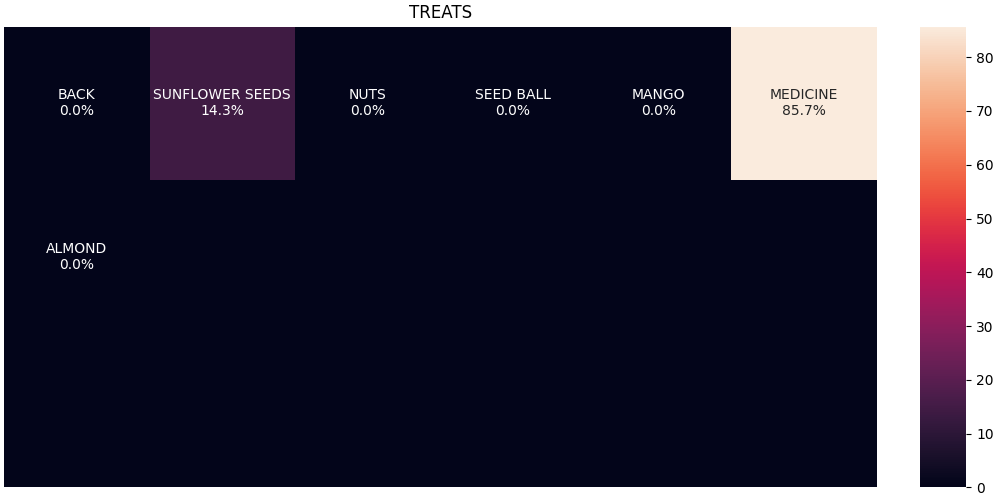 TREATS
BACK
0.0%
SUNFLOWER SEEDS
14.3%
NUTS
0.0%
SEED BALL
0.0%
MANGO
0.0%
MEDICINE
85.7%
ALMOND
0.0%
80
70
60
50
40
30
20
10
0